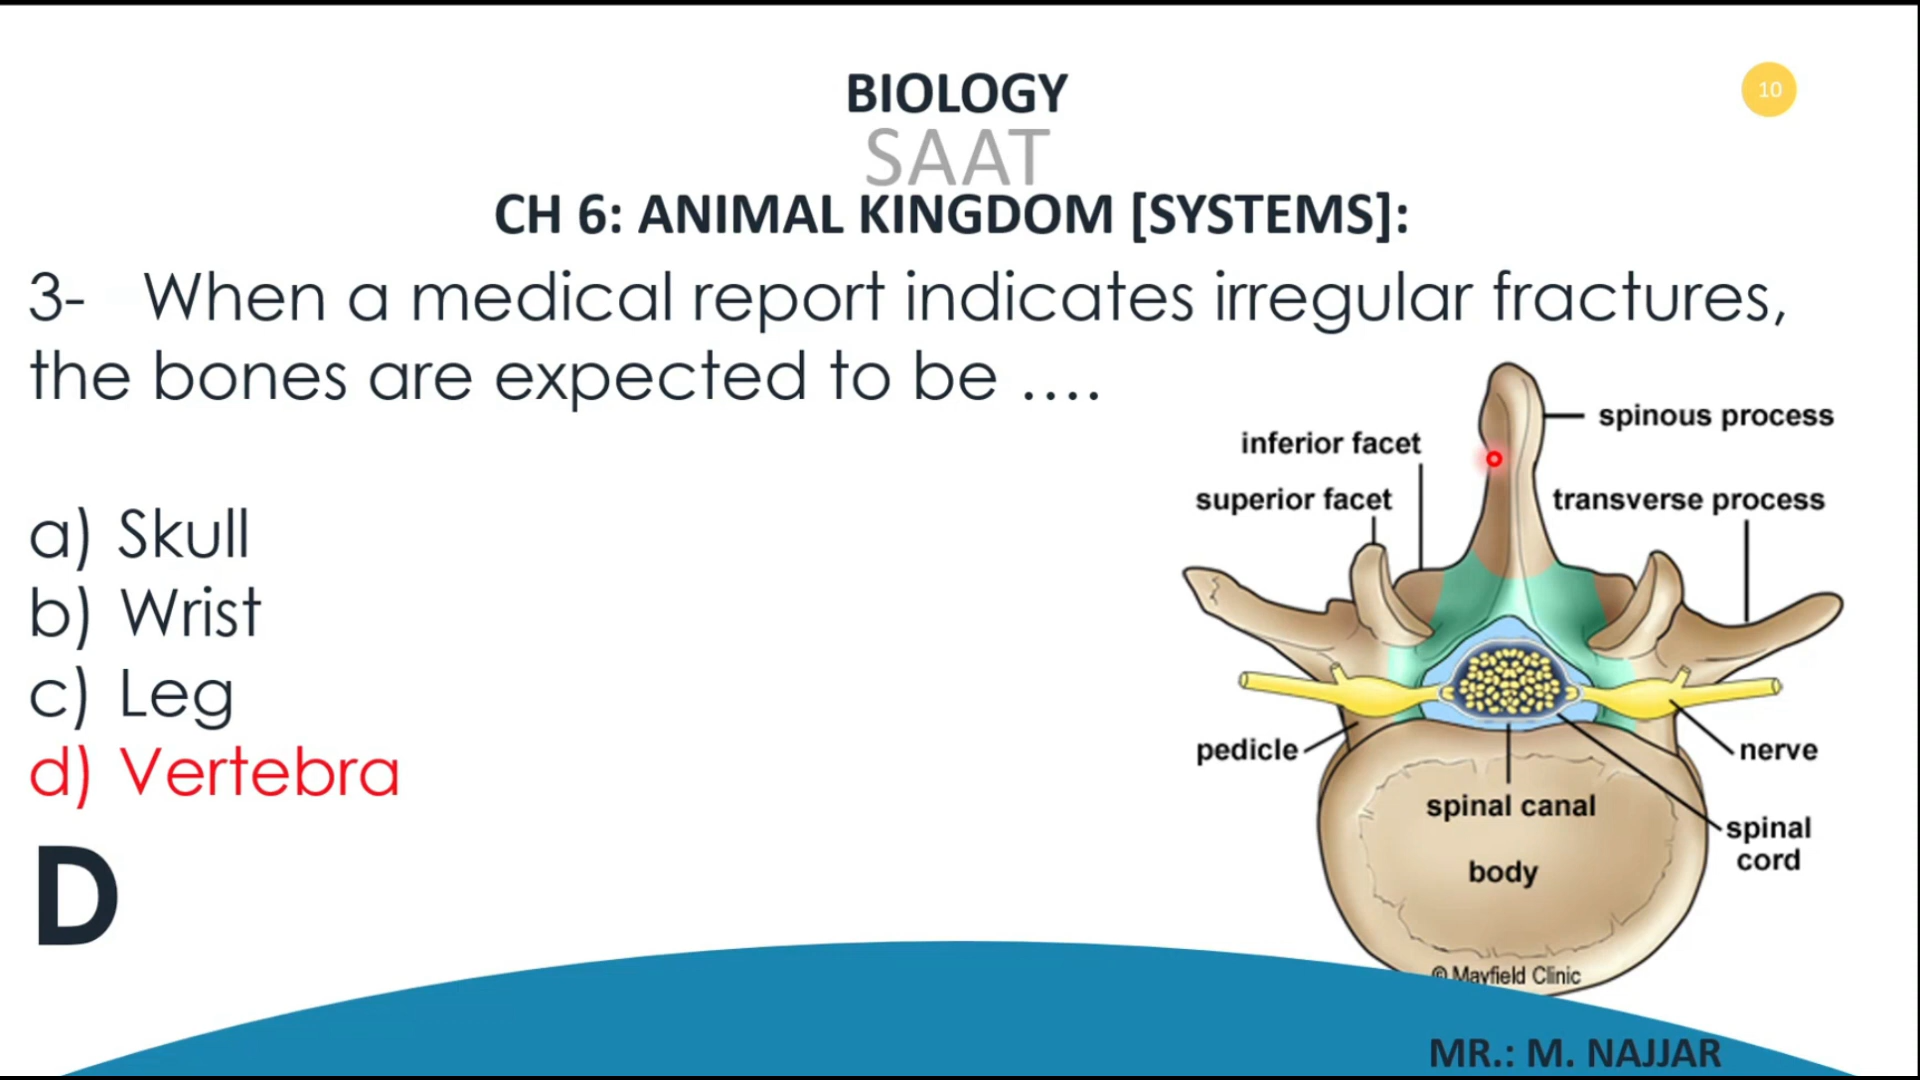 BIOLOGY
10
SAAT
CH 6: ANIMAL KINGDOM [SYSTEMS]:
3- When a medical report indicates irregular fractures,
the bones are expected to be ....
a) Skull
b) Wrist
c) Leg
d) Vertebra
D
spinous process
inferior facet
superior facet
transverse process
pedicle
nerve
spinal canal
spinal
cord
body
© Mayfield Clinic
MR.: M. NAJJAR